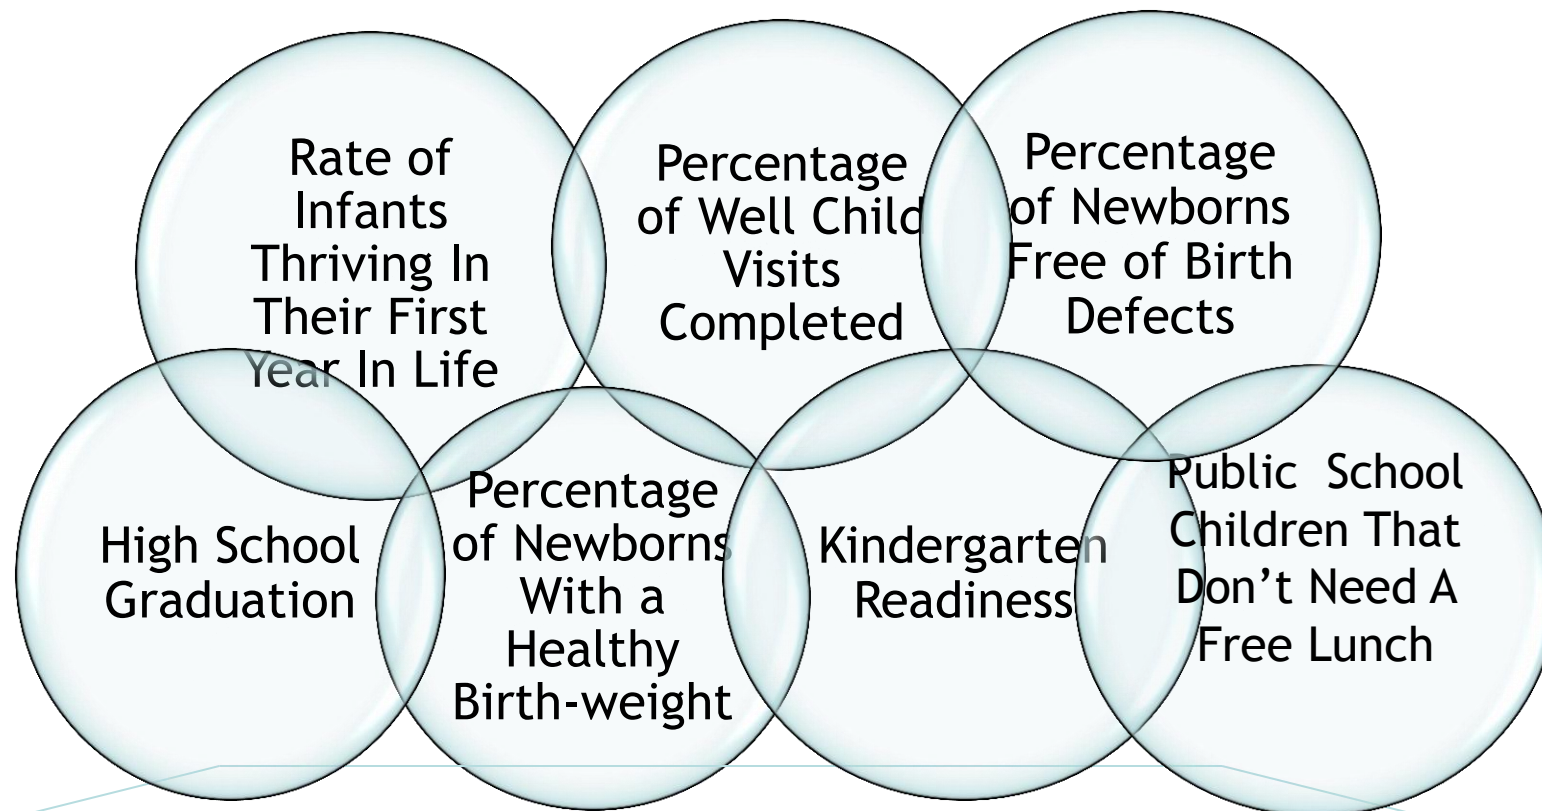 Rate of
Infants
Thriving In
Their First
Year In Life
Percentage
of Well Child
Visits
Completed
Percentage
of Newborns
Free of Birth
Defects
High School
Graduation
Percentage
of Newborns
With a
Healthy
Birth-weight
Kindergarten
Readiness
Public  School
Children That
Don’t Need A
Free Lunch